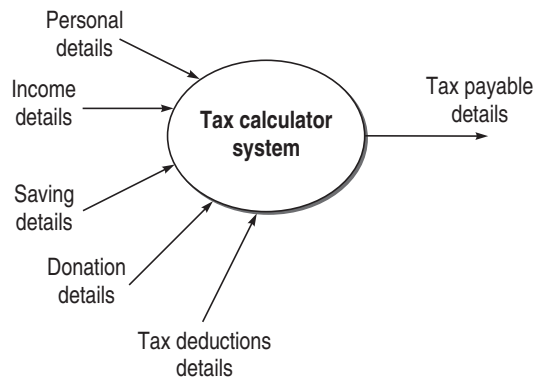 Personal
details
Income
details
Saving
details
Donation
details
Tax deductions
details
Tax calculator
system
Tax payable
details